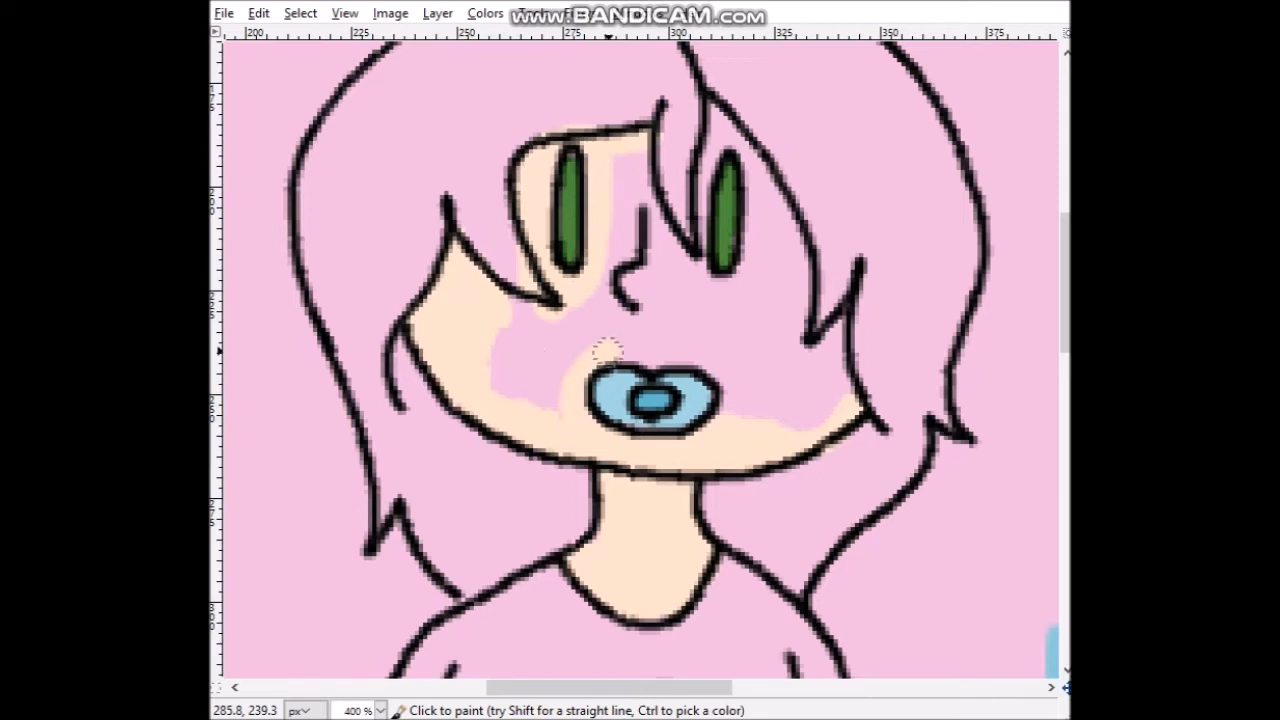 File Edit Select View Image Layer Colors
www.BANDICAM.com
200 225 250 275 300 325 350 375
285.8, 239.3 px 400 % Click to paint (try Shift for a straight line, Ctrl to pick a color)